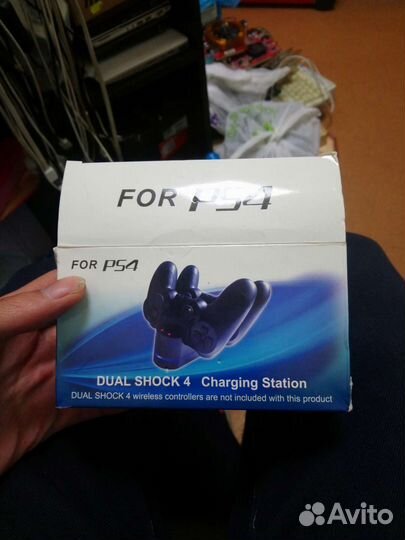 FOR PS4
FOR PS4
DUAL SHOCK 4 Charging Station
DUAL SHOCK 4 wireless controllers are not included with this product
Avito